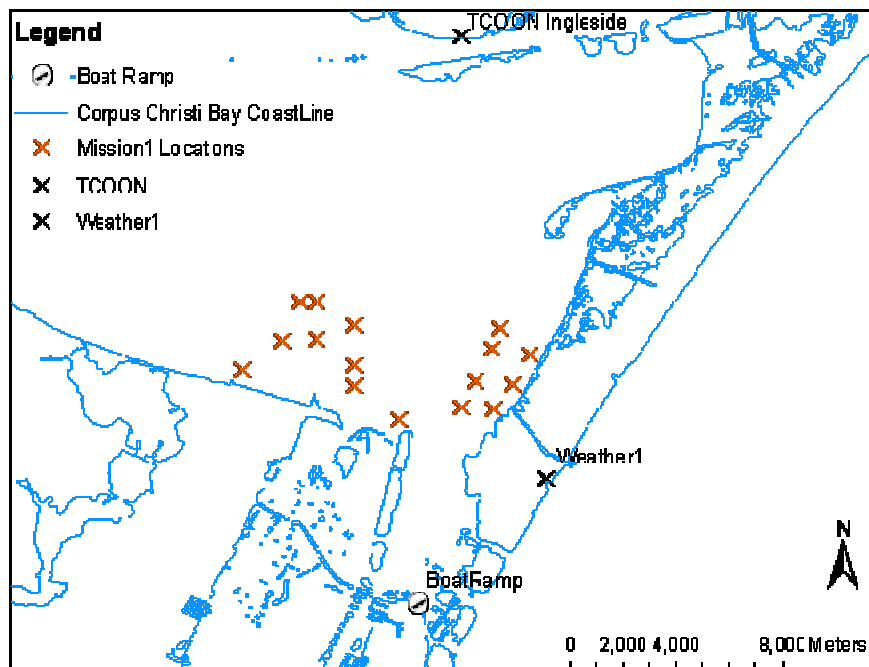 Legend
Boat Ramp
Corpus Christi Bay CoastLine
Mission1 Locatons
TCOON
Weather1
TCOON Ingleside
Weather1
BoatRamp
N
0 2,000 4,000 8,000 Meters